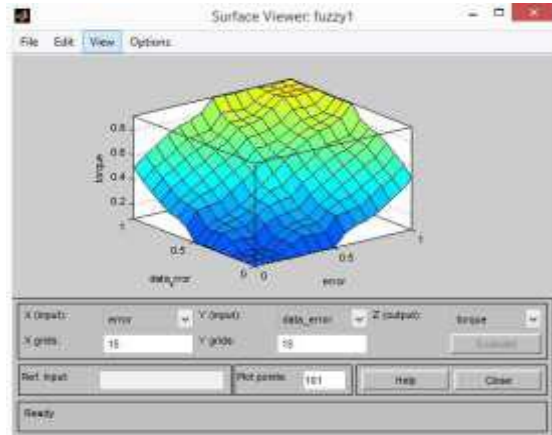 Surface Viewer: fuzzy1
File Edit View Options
0.8
0.6
0.4
0.2
torque
1
0.5
0
data_error
0
0.5
1
error
X (input): error Y (input): data_error Z (output): torque
X grids: 15 Y grids: 15 Evaluate
Ref. Input: Plot points: 101 Help Close
Ready